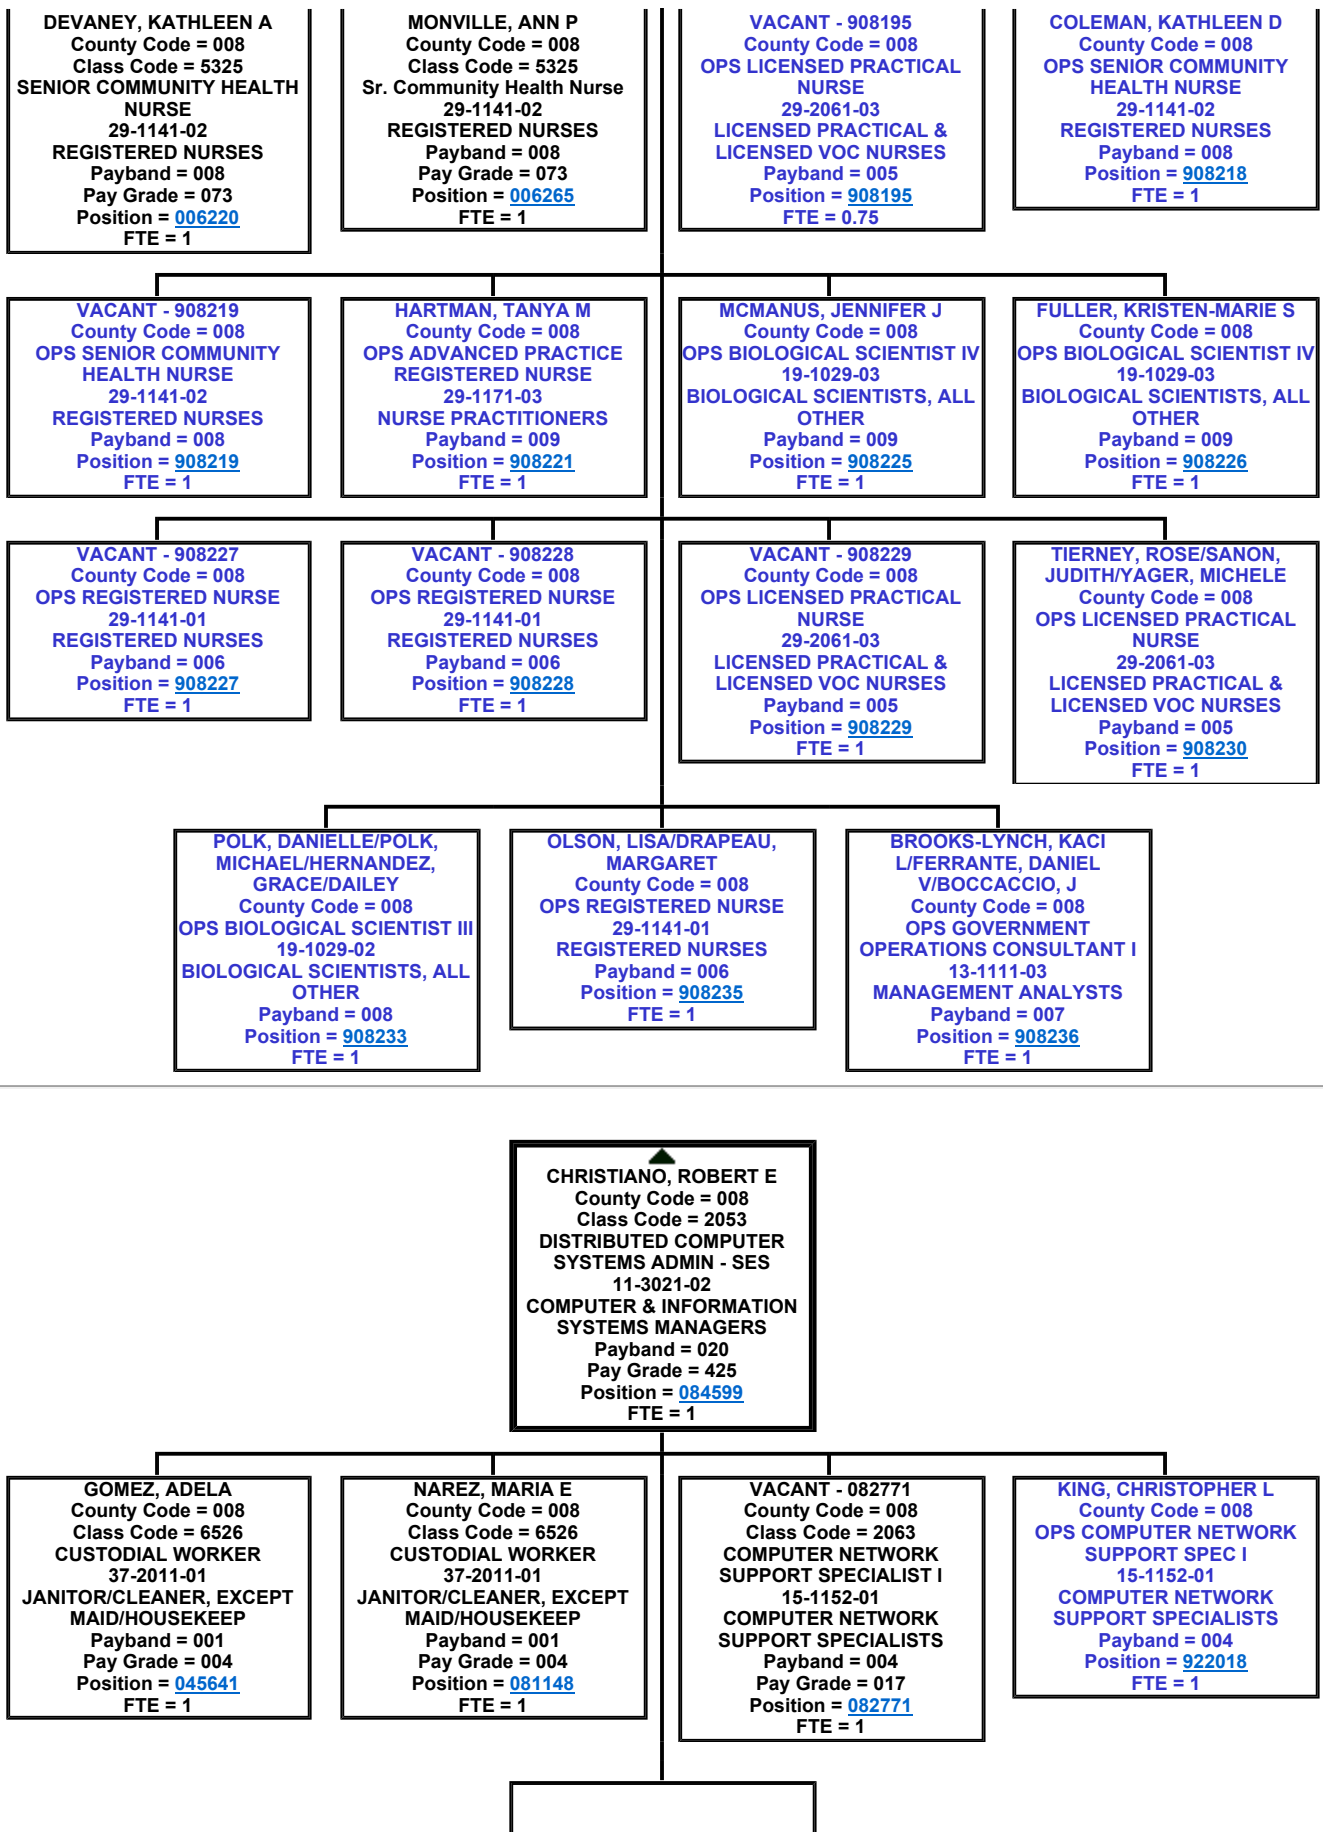 DEVANEY, KATHLEEN A
County Code = 008
Class Code = 5325
SENIOR COMMUNITY HEALTH
NURSE
29-1141-02
REGISTERED NURSES
Payband = 008
Pay Grade = 073
Position = 006220
FTE = 1
MONVILLE, ANN P
County Code = 008
Class Code = 5325
Sr. Community Health Nurse
29-1141-02
REGISTERED NURSES
Payband = 008
Pay Grade = 073
Position = 006265
FTE = 1
VACANT - 908195
County Code = 008
OPS LICENSED PRACTICAL
NURSE
29-2061-03
LICENSED PRACTICAL &
LICENSED VOC NURSES
Payband = 005
Position = 908195
FTE = 0.75
COLEMAN, KATHLEEN D
County Code = 008
OPS SENIOR COMMUNITY
HEALTH NURSE
29-1141-02
REGISTERED NURSES
Payband = 008
Position = 908218
FTE = 1
VACANT - 908219
County Code = 008
OPS SENIOR COMMUNITY
HEALTH NURSE
29-1141-02
REGISTERED NURSES
Payband = 008
Position = 908219
FTE = 1
HARTMAN, TANYA M
County Code = 008
OPS ADVANCED PRACTICE
REGISTERED NURSE
29-1171-03
NURSE PRACTITIONERS
Payband = 009
Position = 908221
FTE = 1
MCMANUS, JENNIFER J
County Code = 008
OPS BIOLOGICAL SCIENTIST IV
19-1029-03
BIOLOGICAL SCIENTISTS, ALL
OTHER
Payband = 009
Position = 908225
FTE = 1
FULLER, KRISTEN-MARIE S
County Code = 008
OPS BIOLOGICAL SCIENTIST IV
19-1029-03
BIOLOGICAL SCIENTISTS, ALL
OTHER
Payband = 009
Position = 908226
FTE = 1
VACANT - 908227
County Code = 008
OPS REGISTERED NURSE
29-1141-01
REGISTERED NURSES
Payband = 006
Position = 908227
FTE = 1
VACANT - 908228
County Code = 008
OPS REGISTERED NURSE
29-1141-01
REGISTERED NURSES
Payband = 006
Position = 908228
FTE = 1
VACANT - 908229
County Code = 008
OPS LICENSED PRACTICAL
NURSE
29-2061-03
LICENSED PRACTICAL &
LICENSED VOC NURSES
Payband = 005
Position = 908229
FTE = 1
TIERNEY, ROSE/SANON,
JUDITH/YAGER, MICHELE
County Code = 008
OPS LICENSED PRACTICAL
NURSE
29-2061-03
LICENSED PRACTICAL &
LICENSED VOC NURSES
Payband = 005
Position = 908230
FTE = 1
POLK, DANIELLE/POLK,
MICHAEL/HERNANDEZ,
GRACE/DAILEY
County Code = 008
OPS BIOLOGICAL SCIENTIST III
19-1029-02
BIOLOGICAL SCIENTISTS, ALL
OTHER
Payband = 008
Position = 908233
FTE = 1
OLSON, LISA/DRAPEAU,
MARGARET
County Code = 008
OPS REGISTERED NURSE
29-1141-01
REGISTERED NURSES
Payband = 006
Position = 908235
FTE = 1
BROOKS-LYNCH, KACI
L/FERRANTE, DANIEL
V/BOCCACCIO, J
County Code = 008
OPS GOVERNMENT
OPERATIONS CONSULTANT I
13-1111-03
MANAGEMENT ANALYSTS
Payband = 007
Position = 908236
FTE = 1
CHRISTIANO, ROBERT E
County Code = 008
Class Code = 2053
DISTRIBUTED COMPUTER
SYSTEMS ADMIN - SES
11-3021-02
COMPUTER & INFORMATION
SYSTEMS MANAGERS
Payband = 020
Pay Grade = 425
Position = 084599
FTE = 1
GOMEZ, ADELA
County Code = 008
Class Code = 6526
CUSTODIAL WORKER
37-2011-01
JANITOR/CLEANER, EXCEPT
MAID/HOUSEKEEP
Payband = 001
Pay Grade = 004
Position = 045641
FTE = 1
NAREZ, MARIA E
County Code = 008
Class Code = 6526
CUSTODIAL WORKER
37-2011-01
JANITOR/CLEANER, EXCEPT
MAID/HOUSEKEEP
Payband = 001
Pay Grade = 004
Position = 081148
FTE = 1
VACANT - 082771
County Code = 008
Class Code = 2063
COMPUTER NETWORK
SUPPORT SPECIALIST I
15-1152-01
COMPUTER NETWORK
SUPPORT SPECIALISTS
Payband = 004
Pay Grade = 017
Position = 082771
FTE = 1
KING, CHRISTOPHER L
County Code = 008
OPS COMPUTER NETWORK
SUPPORT SPEC I
15-1152-01
COMPUTER NETWORK
SUPPORT SPECIALISTS
Payband = 004
Position = 922018
FTE = 1